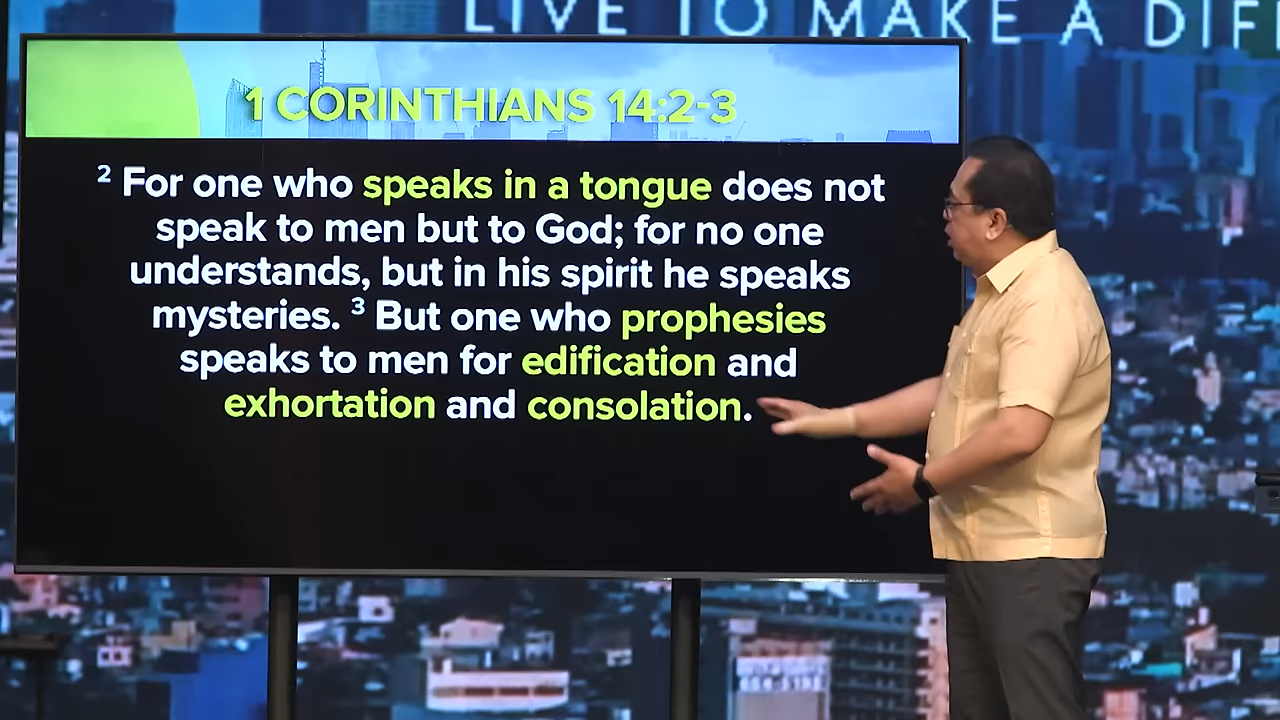 LIVE TO MAKE A DIF
1 CORINTHIANS 14:2-3
² For one who speaks in a tongue does not
speak to men but to God; for no one
understands, but in his spirit he speaks
mysteries. ³ But one who prophesies
speaks to men for edification and
exhortation and consolation.